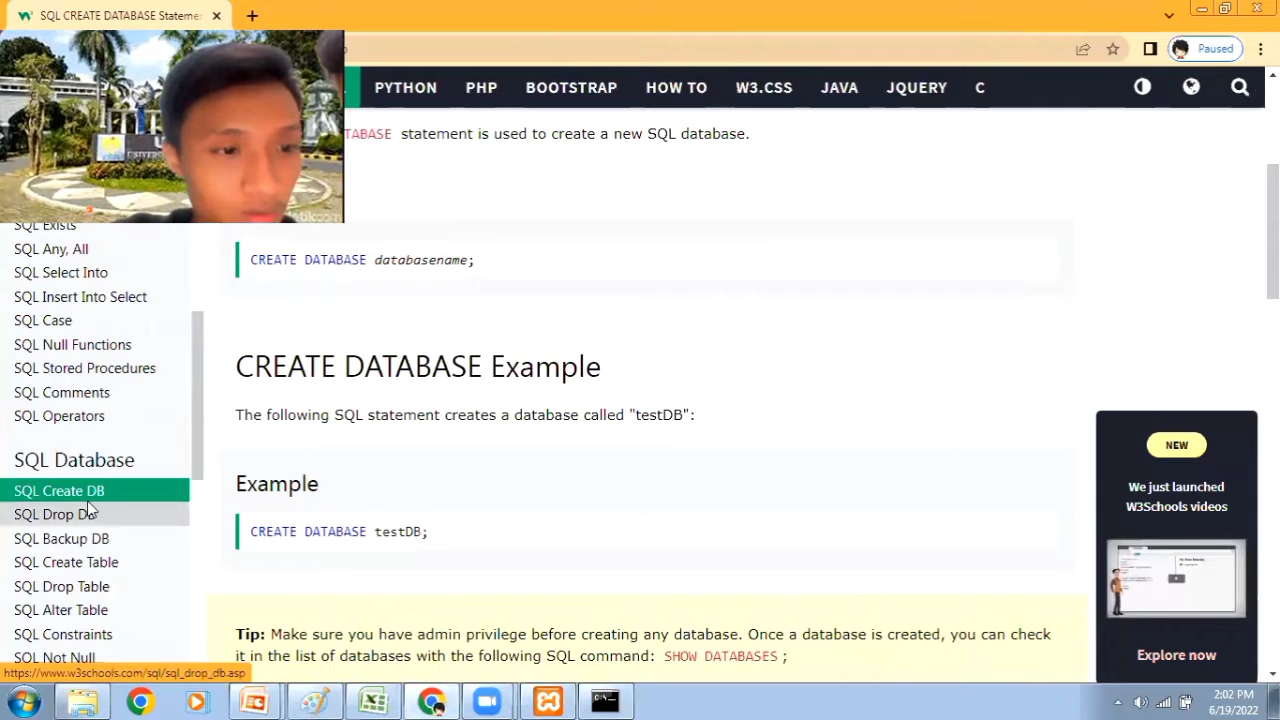 SQL CREATE DATABASE Stateme
Paused
PYTHON PHP BOOTSTRAP HOW TO W3.CSS JAVA JQUERY C
TABASE statement is used to create a new SQL database.
SQL Exists
SQL Any, All
SQL Select Into
SQL Insert Into Select
SQL Case
SQL Null Functions
SQL Stored Procedures
SQL Comments
SQL Operators
SQL Database
SQL Create DB
SQL Drop DB
SQL Backup DB
SQL Create Table
SQL Drop Table
SQL Alter Table
SQL Constraints
SQL Not Null
https://www.w3schools.com/sql/sql_drop_db.asp
CREATE DATABASE databasename;
CREATE DATABASE Example
The following SQL statement creates a database called "testDB":
Example
CREATE DATABASE testDB;
Tip: Make sure you have admin privilege before creating any database. Once a database is created, you can check
it in the list of databases with the following SQL command: SHOW DATABASES;
NEW
We just launched
W3Schools videos
Explore now
2:02 PM
6/19/2022